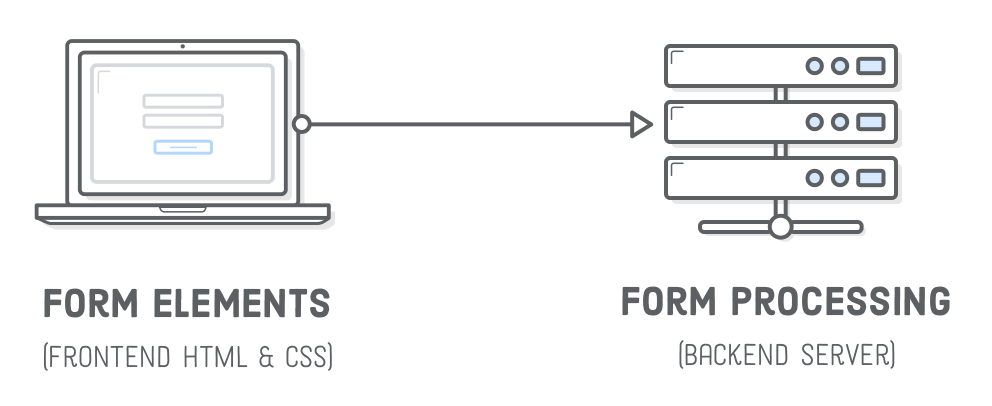 FORM ELEMENTS
(FRONTEND HTML & CSS)
FORM PROCESSING
(BACKEND SERVER)